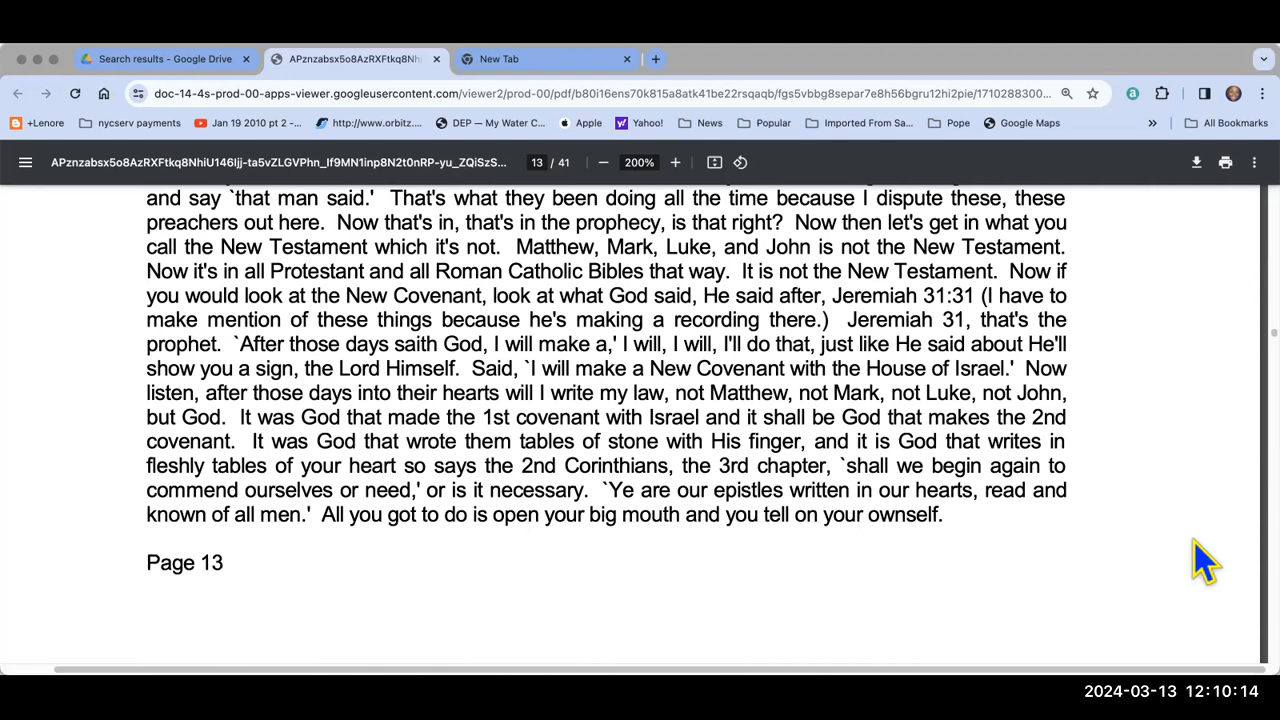 Search results - Google Drive
APznzabsx5o8AzRXFtkq8Nh
New Tab
doc-14-4s-prod-00-apps-viewer.googleusercontent.com/viewer2/prod-00/pdf/b80i16ens70k815a8atk41be22rsqaqb/fgs5vbbg8separ7e8h56bgru12hi2pie/1710288300...
+Lenore
nycserv payments
Jan 19 2010 pt 2 –...
http://www.orbitz....
DEP — My Water C...
Apple
Yahoo!
News
Popular
Imported From Sa...
Pope
Google Maps
»
All Bookmarks
13 / 41
200%
and say `that man said.' That's what they been doing all the time because I dispute these, these
preachers out here. Now that's in, that's in the prophecy, is that right? Now then let's get in what you
call the New Testament which it's not. Matthew, Mark, Luke, and John is not the New Testament.
Now it's in all Protestant and all Roman Catholic Bibles that way. It is not the New Testament. Now if
you would look at the New Covenant, look at what God said, He said after, Jeremiah 31:31 (I have to
make mention of these things because he's making a recording there.) Jeremiah 31, that's the
prophet. `After those days saith God, I will make a,' I will, I will, I'll do that, just like He said about He'll
show you a sign, the Lord Himself. Said, `I will make a New Covenant with the House of Israel.' Now
listen, after those days into their hearts will I write my law, not Matthew, not Mark, not Luke, not John,
but God. It was God that made the 1st covenant with Israel and it shall be God that makes the 2nd
covenant. It was God that wrote them tables of stone with His finger, and it is God that writes in
fleshly tables of your heart so says the 2nd Corinthians, the 3rd chapter, `shall we begin again to
commend ourselves or need,' or is it necessary. `Ye are our epistles written in our hearts, read and
known of all men.' All you got to do is open your big mouth and you tell on your ownself.
Page 13
2024-03-13 12:10:14